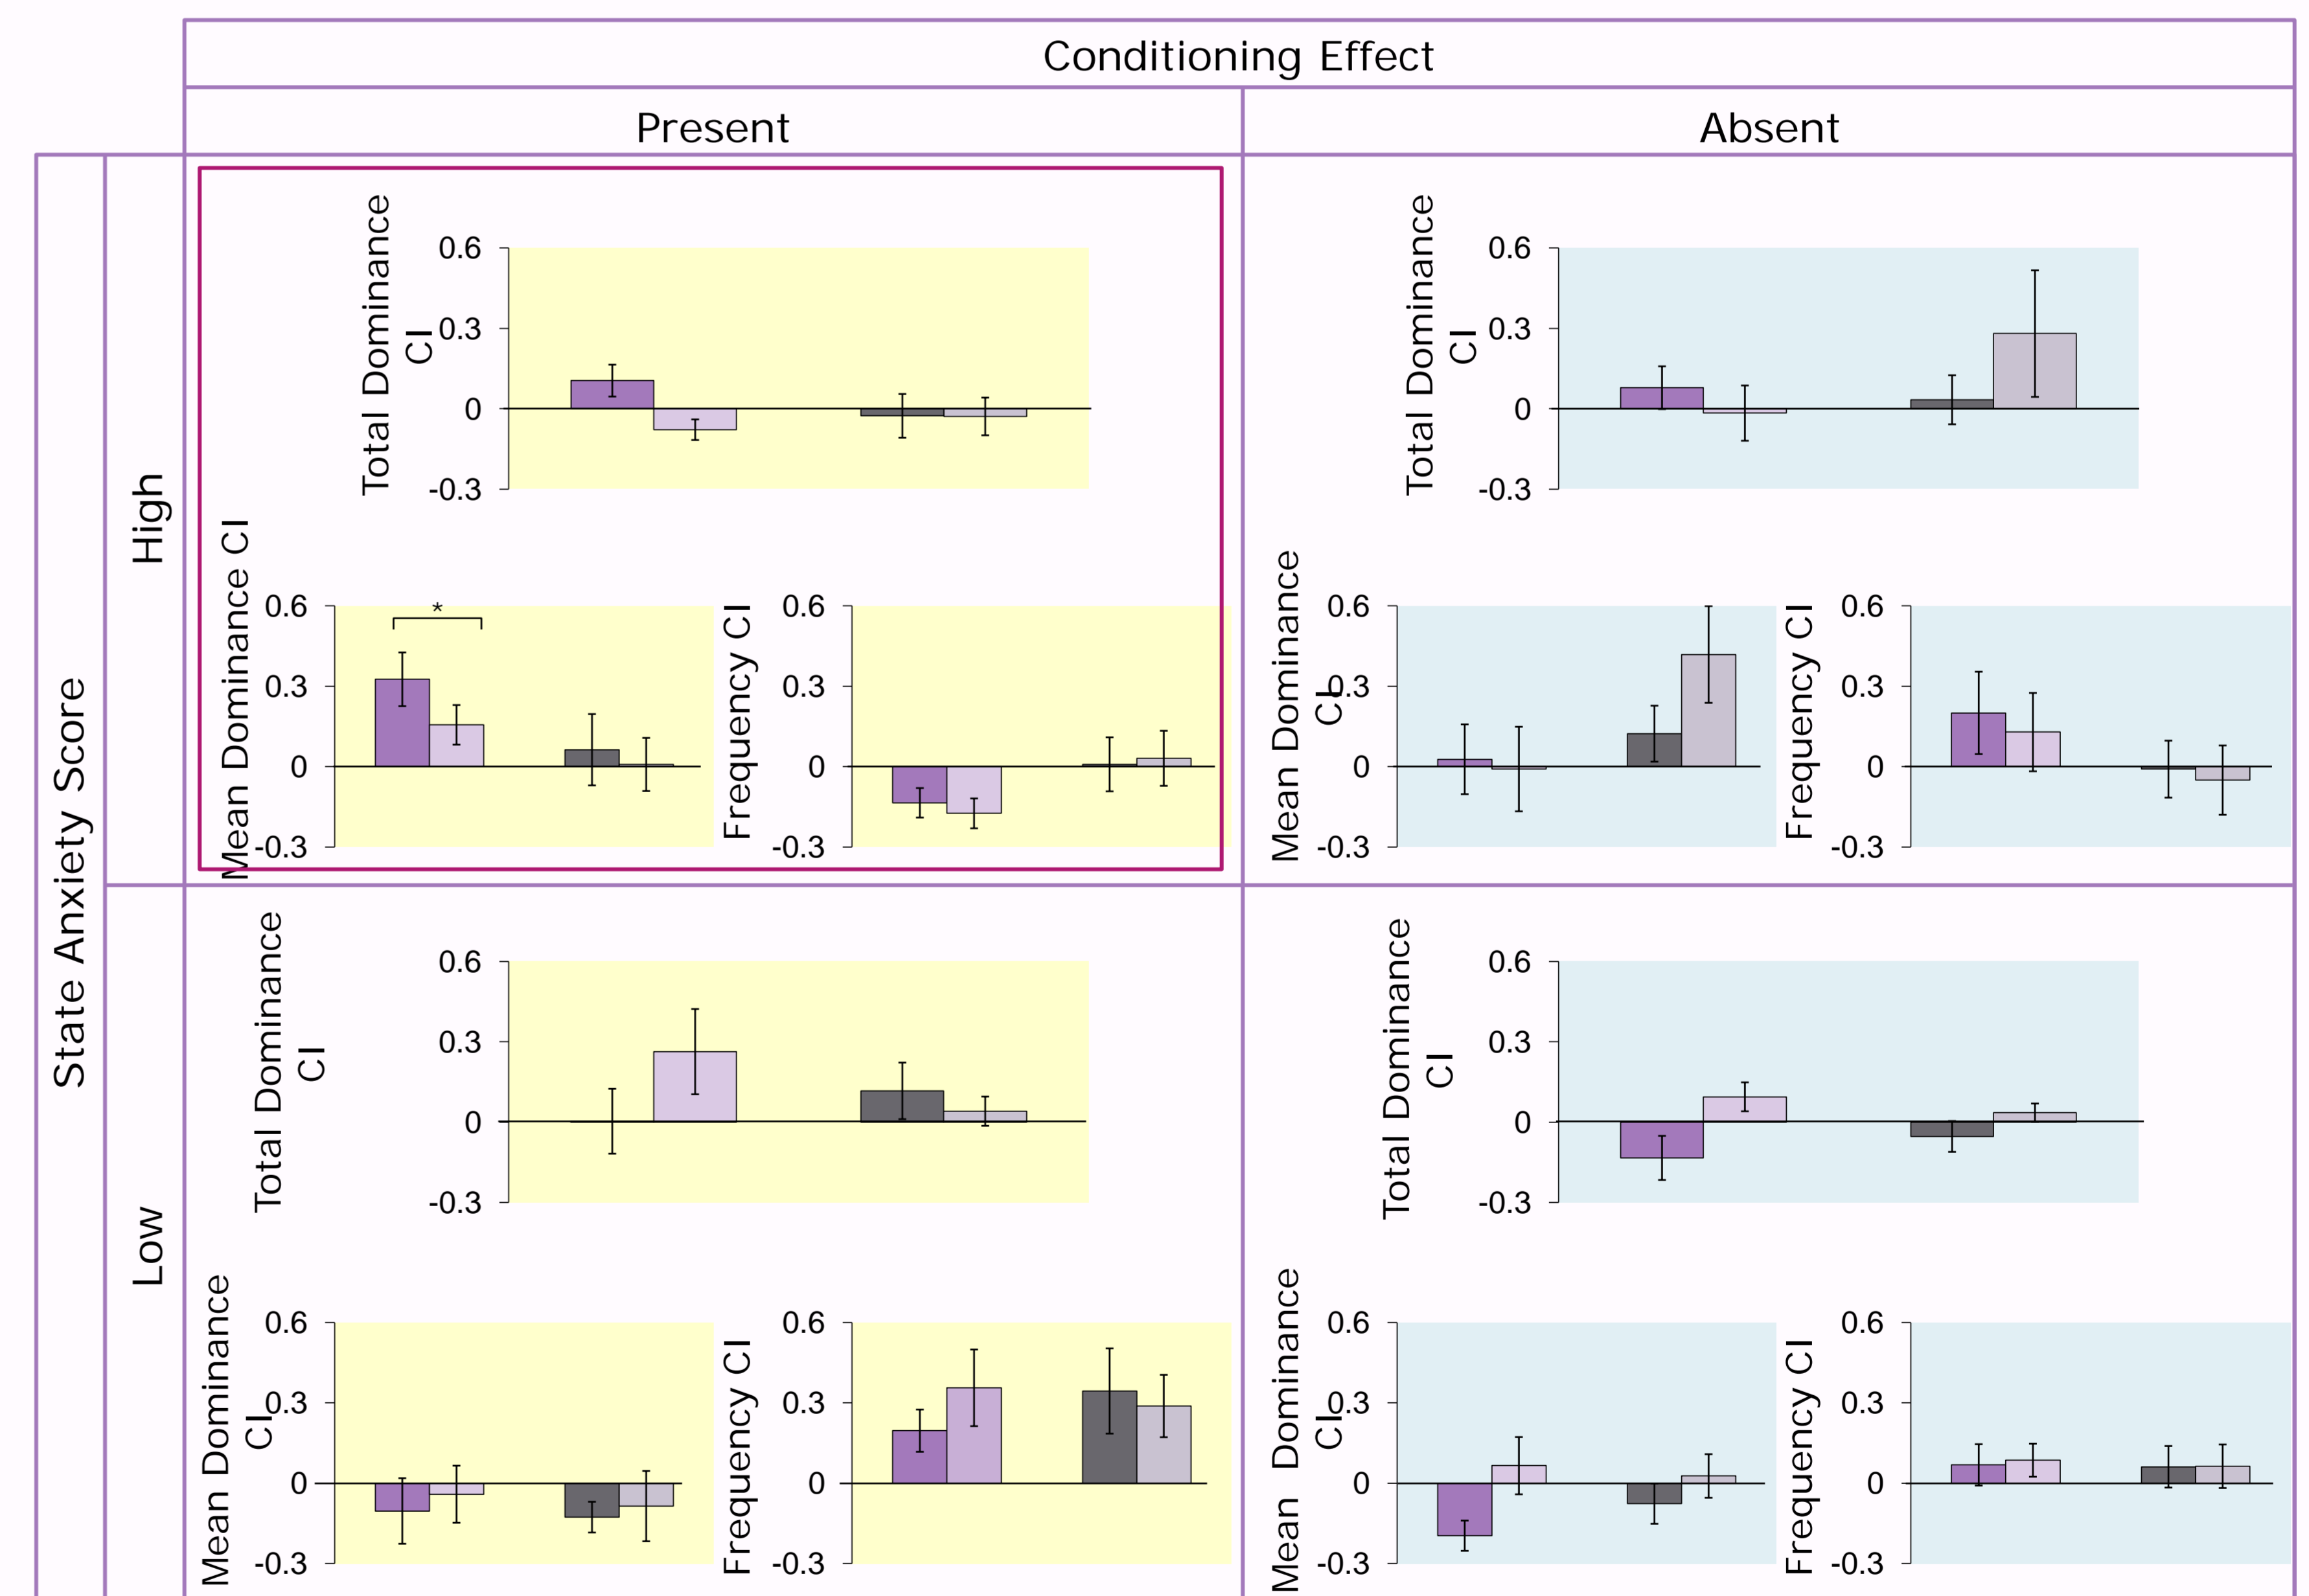 Conditioning Effect
Present
Absent
State Anxiety Score
High
Total Dominance
CI
0.6
0.3
0
-0.3
Mean Dominance CI
0.6
0.3
0
-0.3
*
Frequency CI
0.6
0.3
0
-0.3
Total Dominance
CI
0.6
0.3
0
-0.3
Mean Dominance
CI
0.6
0.3
0
-0.3
Frequency CI
0.6
0.3
0
-0.3
Low
Total Dominance
CI
0.6
0.3
0
-0.3
Mean Dominance
CI
0.6
0.3
0
-0.3
Frequency CI
0.6
0.3
0
-0.3
Total Dominance
CI
0.6
0.3
0
-0.3
Mean Dominance
CI
0.6
0.3
0
-0.3
Frequency CI
0.6
0.3
0
-0.3